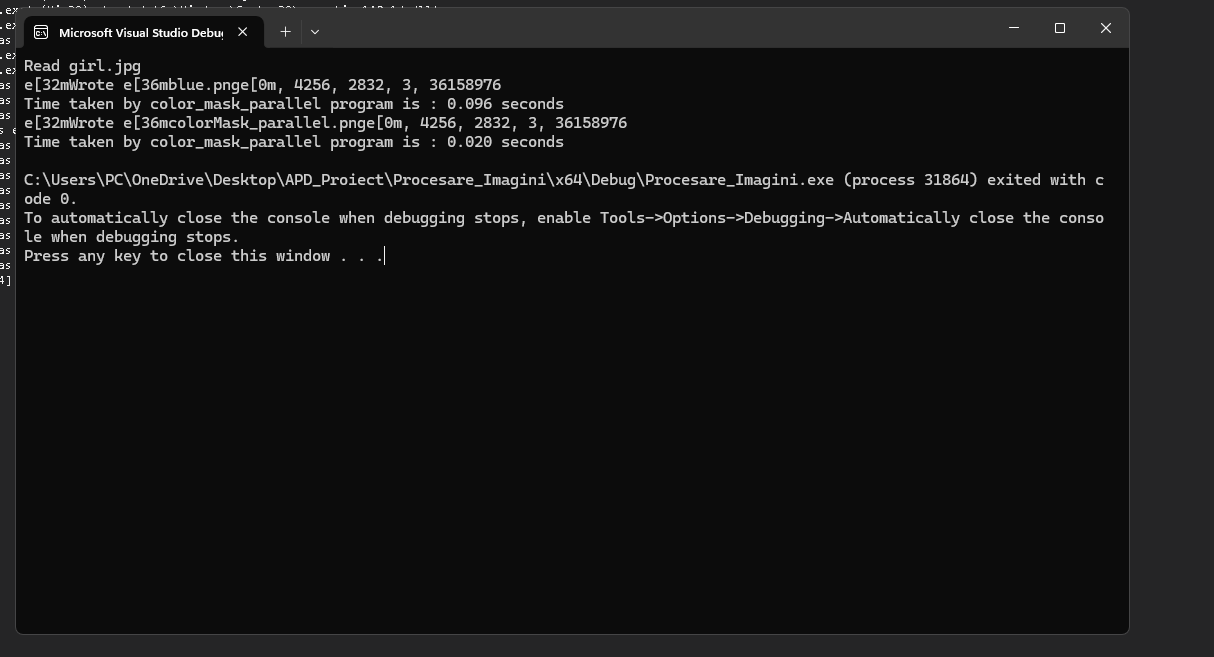 Microsoft Visual Studio Debug
Read girl.jpg
e[32mWrote e[36mblue.pnge[0m, 4256, 2832, 3, 36158976
Time taken by color_mask_parallel program is : 0.096 seconds
e[32mWrote e[36mcolorMask_parallel.pnge[0m, 4256, 2832, 3, 36158976
Time taken by color_mask_parallel program is : 0.020 seconds
C:\Users\PC\OneDrive\Desktop\APD_Proiect\Procesare_Imagini\x64\Debug\Procesare_Imagini.exe (process 31864) exited with c
ode 0.
To automatically close the console when debugging stops, enable Tools->Options->Debugging->Automatically close the conso
le when debugging stops.
Press any key to close this window . . .